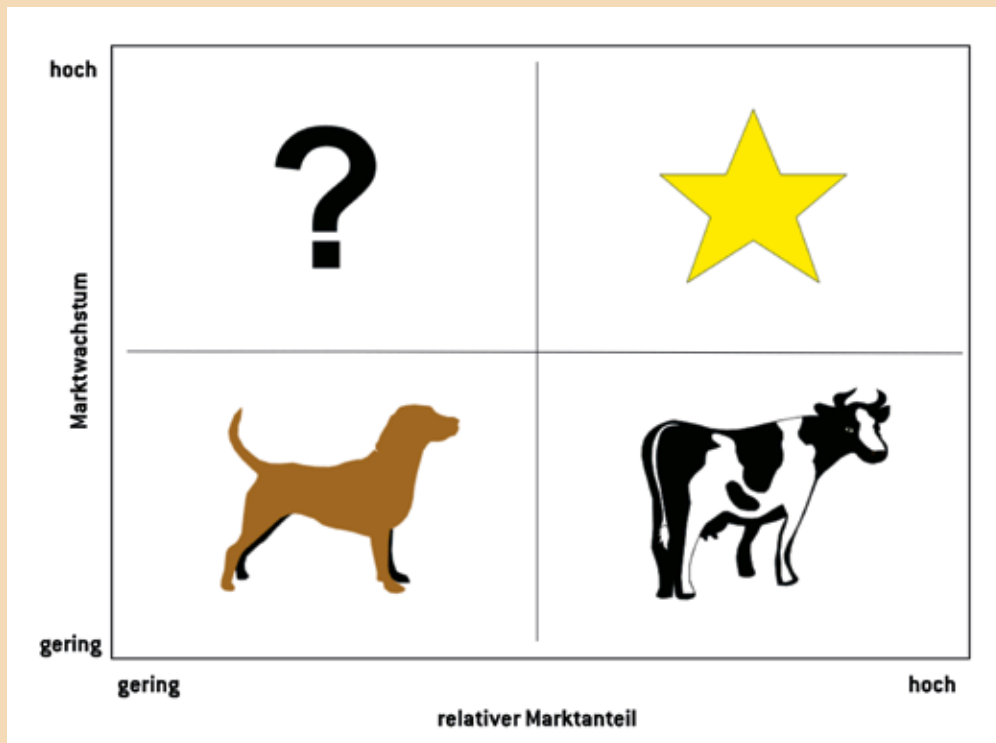 hoch
?
Marktwachstum
gering
gering
hoch
relativer Marktanteil